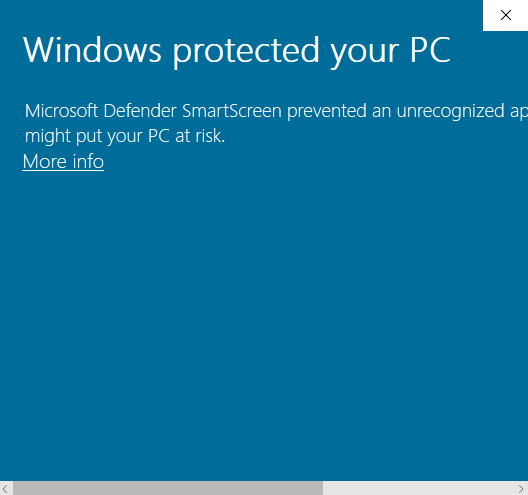 Windows protected your PC
Microsoft Defender SmartScreen prevented an unrecognized ap
might put your PC at risk.
More info